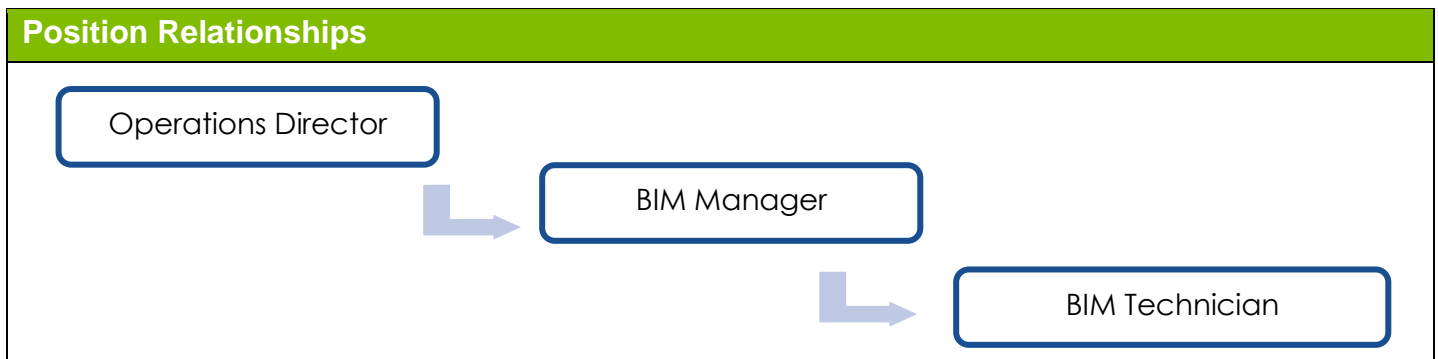 Position Relationships
Operations Director
BIM Manager
BIM Technician